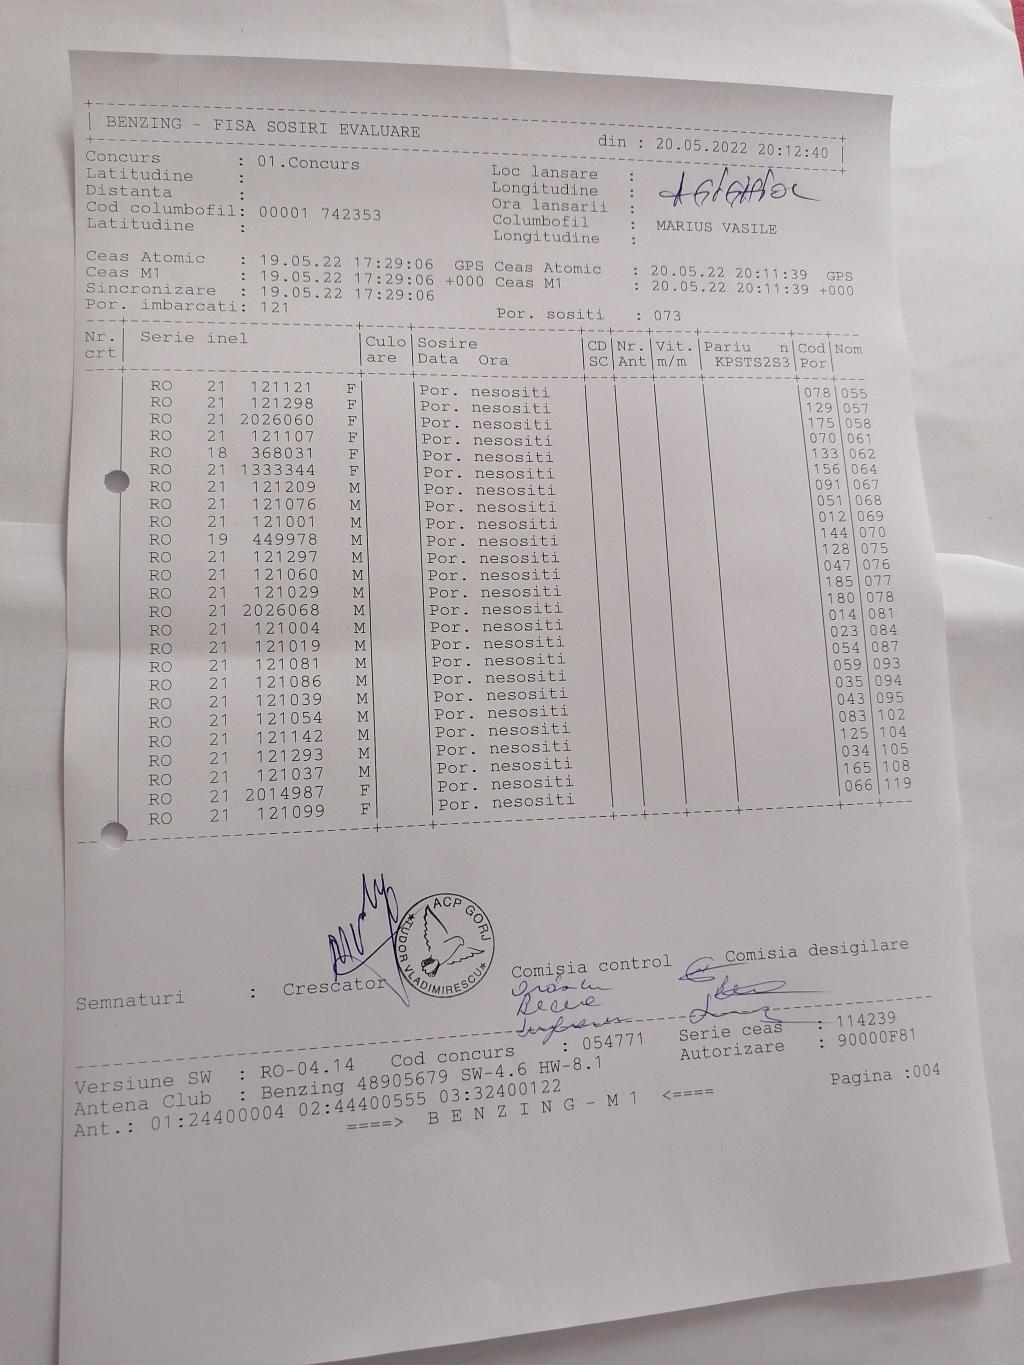 BENZING - FISA SOSIRI EVALUARE din : 20.05.2022 20:12:40
Concurs : 01.Concurs Loc lansare :
Latitudine : Longitudine :
Distanta : Ora lansarii :
Cod columbofil: 00001 742353 Columbofil : MARIUS VASILE
Latitudine : Longitudine :
Ceas Atomic : 19.05.22 17:29:06 GPS Ceas Atomic : 20.05.22 20:11:39 GPS
Ceas M1 : 19.05.22 17:29:06 +000 Ceas M1 : 20.05.22 20:11:39 +000
Sincronizare : 19.05.22 17:29:06
Por. imbarcati: 121 Por. sositi : 073
Nr. Serie inel Culo Sosire CD Nr. Vit. Pariu n Cod Nom
crt are Data Ora SC Ant m/m KPSTS2S3 Por
RO 21 121121 F Por. nesositi 078 055
RO 21 121298 F Por. nesositi 129 057
RO 21 2026060 F Por. nesositi 175 058
RO 21 121107 F Por. nesositi 070 061
RO 18 368031 F Por. nesositi 133 062
RO 21 1333344 F Por. nesositi 156 064
RO 21 121209 M Por. nesositi 091 067
RO 21 121076 M Por. nesositi 051 068
RO 21 121001 M Por. nesositi 012 069
RO 19 449978 M Por. nesositi 144 070
RO 21 121297 M Por. nesositi 128 075
RO 21 121060 M Por. nesositi 047 076
RO 21 121029 M Por. nesositi 185 077
RO 21 2026068 M Por. nesositi 180 078
RO 21 121004 M Por. nesositi 014 081
RO 21 121019 M Por. nesositi 023 084
RO 21 121081 M Por. nesositi 054 087
RO 21 121086 M Por. nesositi 059 093
RO 21 121039 M Por. nesositi 035 094
RO 21 121054 M Por. nesositi 043 095
RO 21 121142 M Por. nesositi 083 102
RO 21 121293 M Por. nesositi 125 104
RO 21 121037 M Por. nesositi 034 105
RO 21 2014987 F Por. nesositi 165 108
RO 21 121099 F Por. nesositi 066 119
ACP GORJ
*TUDOR VLADIMIRESCU*
Semnaturi : Crescator Comisia control Comisia desigilare
Versiune SW : RO-04.14 Cod concurs : 054771 Serie ceas : 114239
Antena Club : Benzing 48905679 SW-4.6 HW-8.1 Autorizare : 90000F81
Ant.: 01:24400004 02:44400555 03:32400122 Pagina :004
====> B E N Z I N G - M 1 <====